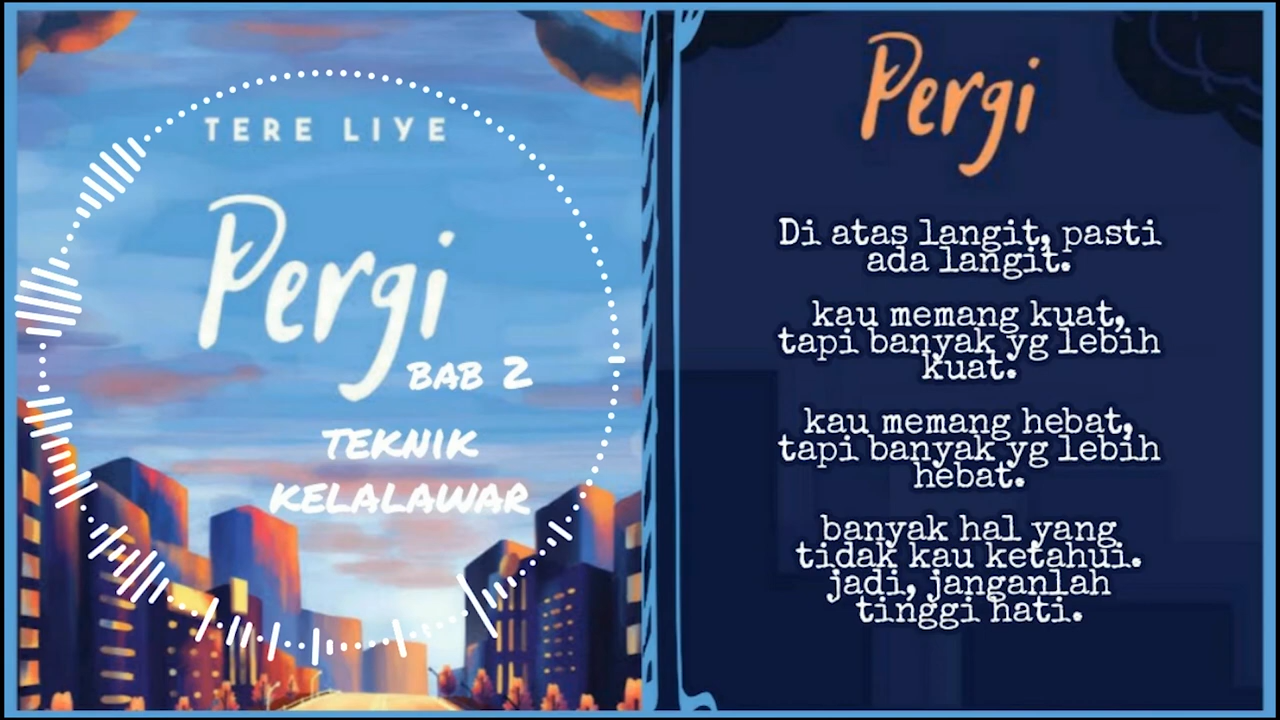 TERE LIYE
Pergi
BAB 2
TEKNIK
KELALAWAR
Pergi
Di atas langit, pasti
ada langit.
kau memang kuat,
tapi banyak yg lebih
kuat.
kau memang hebat,
tapi banyak yg lebih
hebat.
banyak hal yang
tidak kau ketahui.
jadi, janganlah
tinggi hati.